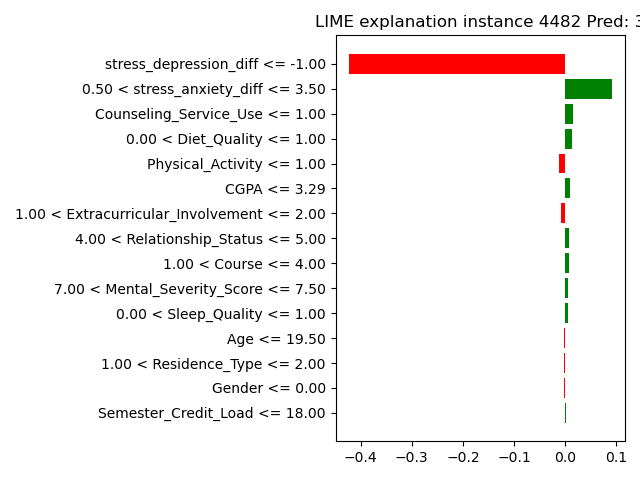 LIME explanation instance 4482 Pred: 3
stress_depression_diff <= -1.00
0.50 < stress_anxiety_diff <= 3.50
Counseling_Service_Use <= 1.00
0.00 < Diet_Quality <= 1.00
Physical_Activity <= 1.00
CGPA <= 3.29
1.00 < Extracurricular_Involvement <= 2.00
4.00 < Relationship_Status <= 5.00
1.00 < Course <= 4.00
7.00 < Mental_Severity_Score <= 7.50
0.00 < Sleep_Quality <= 1.00
Age <= 19.50
1.00 < Residence_Type <= 2.00
Gender <= 0.00
Semester_Credit_Load <= 18.00
−0.4 −0.3 −0.2 −0.1 0.0 0.1